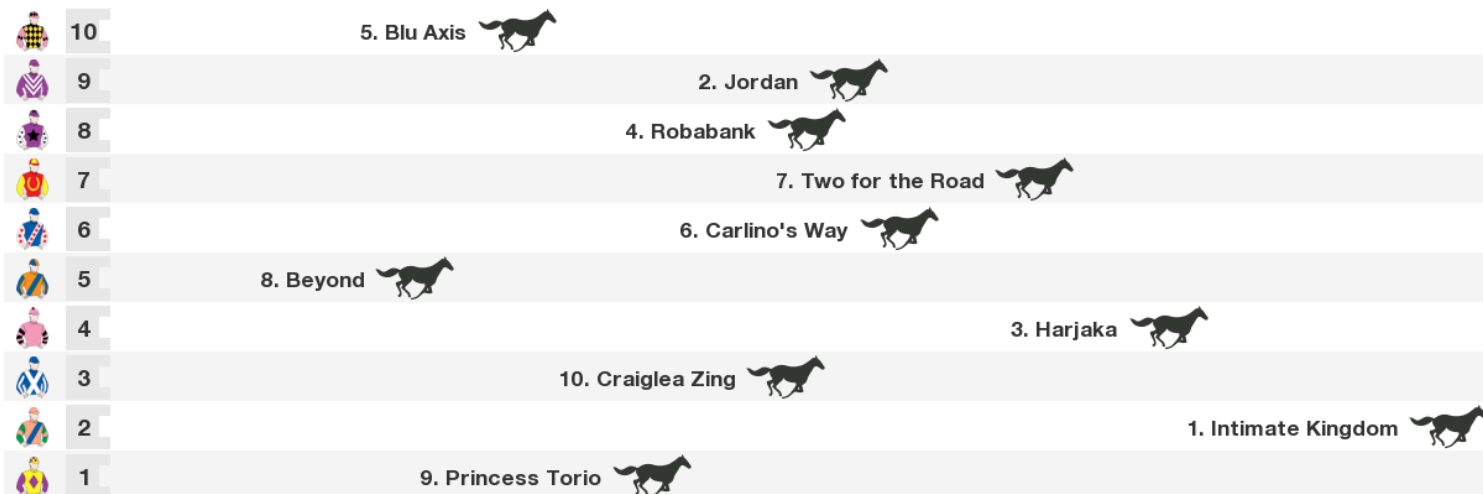 10 5. Blu Axis
9 2. Jordan
8 4. Robabank
7 7. Two for the Road
6 6. Carlino's Way
5 8. Beyond
4 3. Harjaka
3 10. Craiglea Zing
2 1. Intimate Kingdom
1 9. Princess Torio